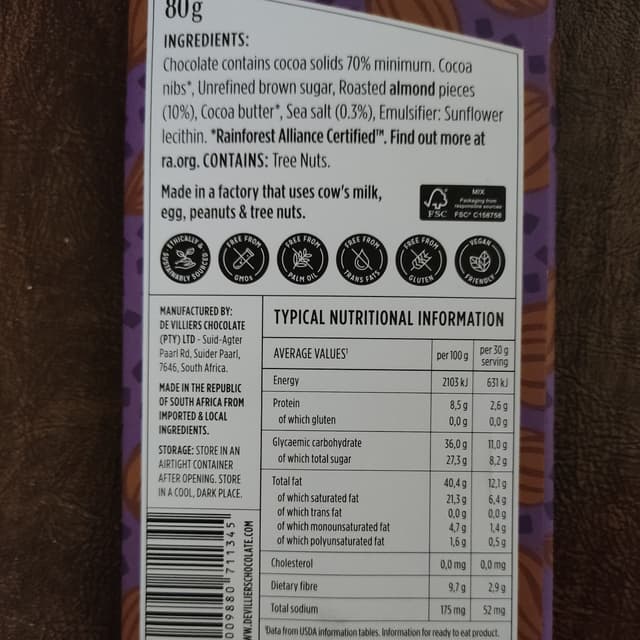 80g
INGREDIENTS:
Chocolate contains cocoa solids 70% minimum. Cocoa
nibs*, Unrefined brown sugar, Roasted almond pieces
(10%), Cocoa butter*, Sea salt (0.3%), Emulsifier: Sunflower
lecithin. *Rainforest Alliance Certified™. Find out more at
ra.org. CONTAINS: Tree Nuts.
Made in a factory that uses cow's milk,
egg, peanuts & tree nuts.
FSC
MIX
Packaging from
responsible sources
FSC® C158758
ETHICALLY & SUSTAINABLY SOURCED
FREE FROM GMOs
FREE FROM PALM OIL
FREE FROM TRANS FATS
FREE FROM GLUTEN
VEGAN FRIENDLY
MANUFACTURED BY:
DE VILLIERS CHOCOLATE
(PTY) LTD - Suid-Agter
Paarl Rd, Suider Paarl,
7646, South Africa.
MADE IN THE REPUBLIC
OF SOUTH AFRICA FROM
IMPORTED & LOCAL
INGREDIENTS.
STORAGE: STORE IN AN
AIRTIGHT CONTAINER
AFTER OPENING. STORE
IN A COOL, DARK PLACE.
009880 711345
WW.DEVILLIERSCHOCOLATE.COM
TYPICAL NUTRITIONAL INFORMATION
AVERAGE VALUES¹ per 100 g per 30 g serving
Energy 2103 kJ 631 kJ
Protein 8,5 g 2,6 g
of which gluten 0,0 g 0,0 g
Glycaemic carbohydrate 36,0 g 11,0 g
of which total sugar 27,3 g 8,2 g
Total fat 40,4 g 12,1 g
of which saturated fat 21,3 g 6,4 g
of which trans fat 0,0 g 0,0 g
of which monounsaturated fat 4,7 g 1,4 g
of which polyunsaturated fat 1,6 g 0,5 g
Cholesterol 0,0 mg 0,0 mg
Dietary fibre 9,7 g 2,9 g
Total sodium 175 mg 52 mg
¹Data from USDA information tables. Information for ready to eat product.